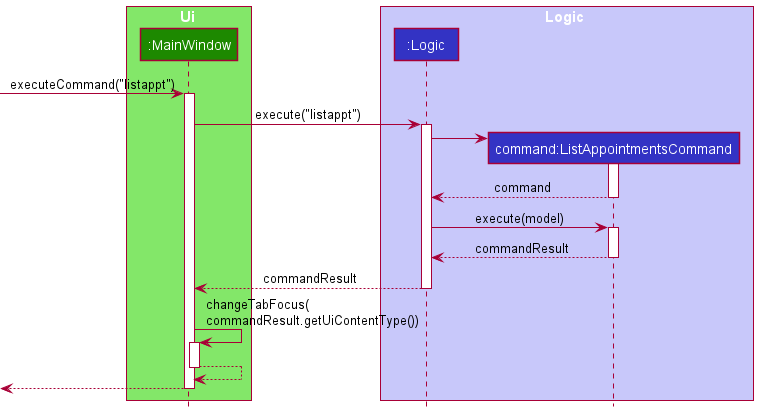 Ui
Logic
:MainWindow
:Logic
executeCommand("listappt")
execute("listappt")
command:ListAppointmentsCommand
command
execute(model)
commandResult
commandResult
changeTabFocus(
commandResult.getUiContentType())